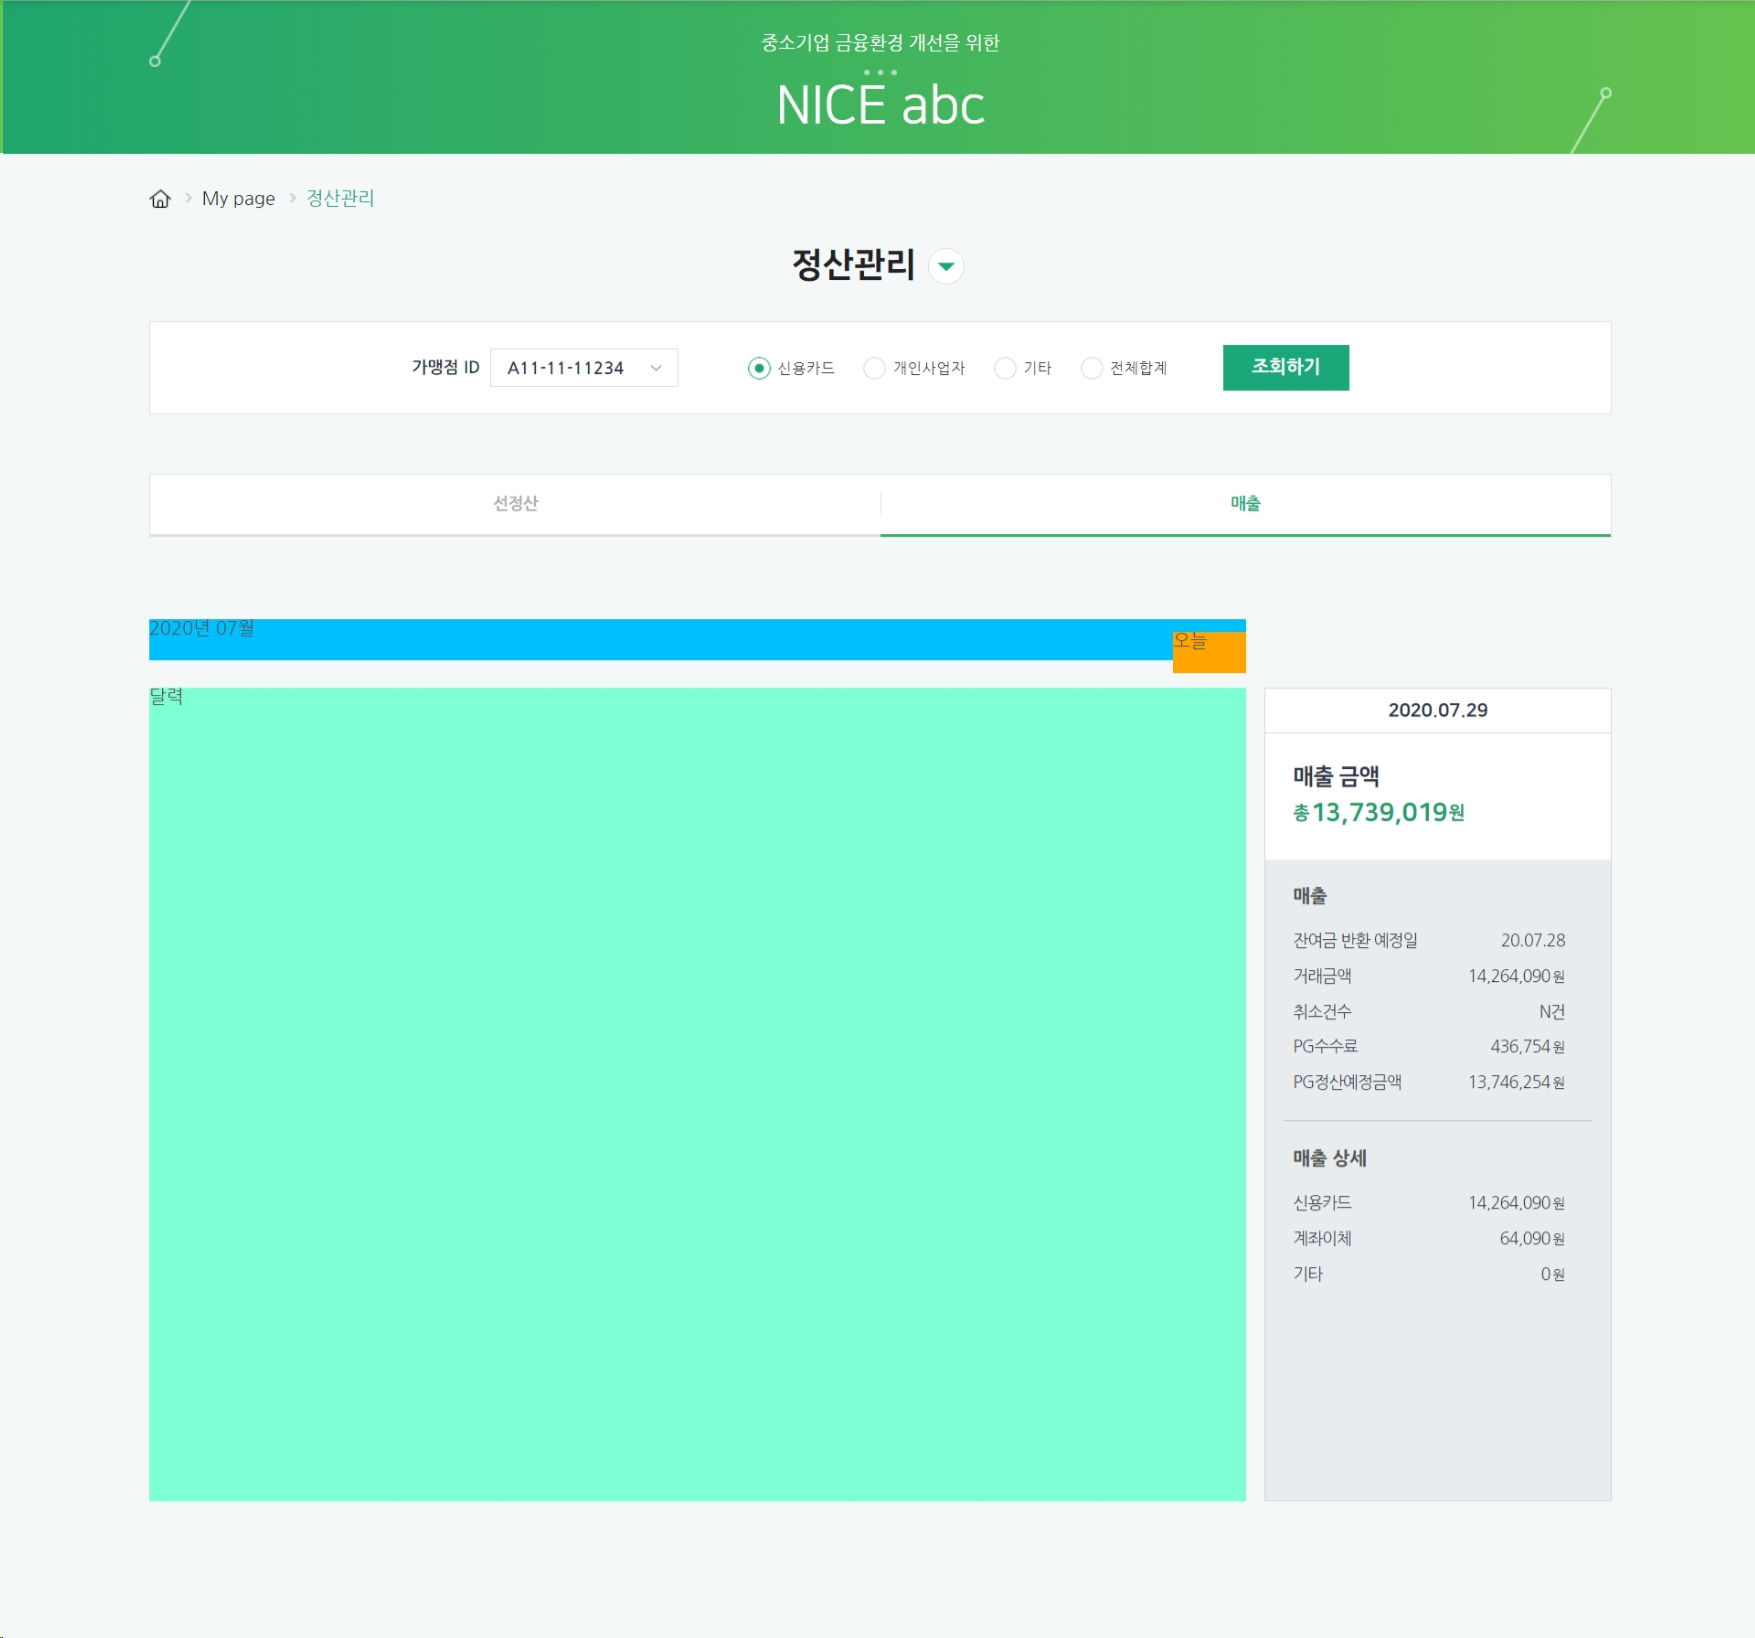 중소기업 금융환경 개선을 위한
NICE abc
My page
정산관리
정산관리
가맹점 ID
A11-11-11234
신용카드
개인사업자
기타
전체합계
조회하기
선정산
매출
2020년 07월
오늘
달력
2020.07.29
매출 금액
총 13,739,019원
매출
잔여금 반환 예정일 20.07.28
거래금액 14,264,090원
취소건수 N건
PG수수료 436,754원
PG정산예정금액 13,746,254원
매출 상세
신용카드 14,264,090원
계좌이체 64,090원
기타 0원